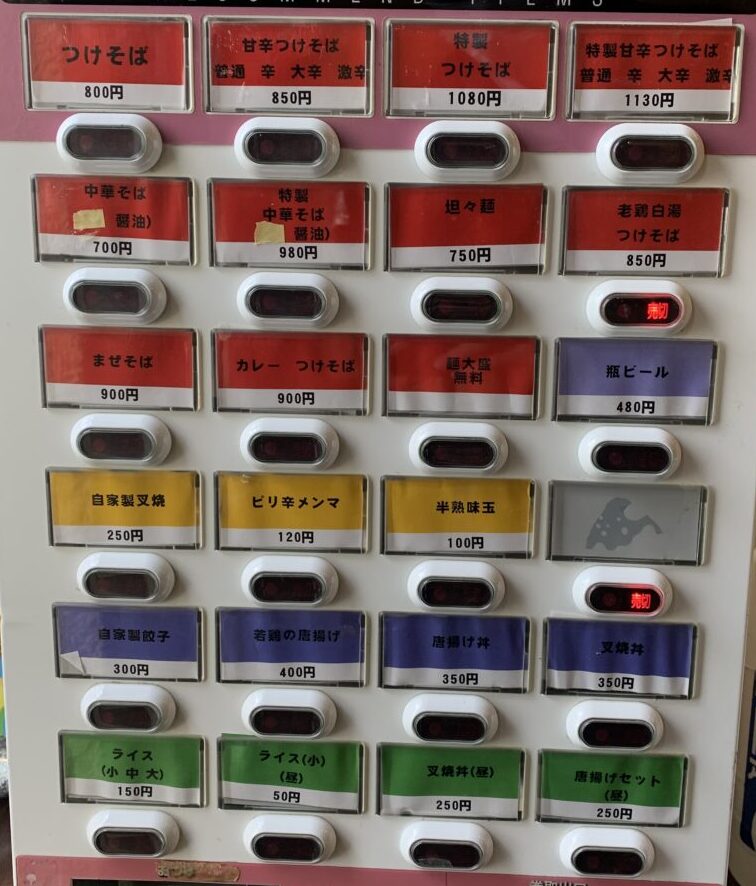 つけそば
800円
甘辛つけそば
普通 辛 大辛 激辛
850円
特製
つけそば
1080円
特製甘辛つけそば
普通 辛 大辛 激辛
1130円
中華そば
醤油)
700円
特製
中華そば
醤油)
980円
坦々麺
750円
老鶏白湯
つけそば
850円
売切
まぜそば
900円
カレー つけそば
900円
麺大盛
無料
瓶ビール
480円
自家製叉焼
250円
ピリ辛メンマ
120円
半熟味玉
100円
売切
自家製餃子
300円
若鶏の唐揚げ
400円
唐揚げ丼
350円
叉焼丼
350円
ライス
(小 中 大)
150円
ライス(小)
(昼)
50円
叉焼丼(昼)
250円
唐揚げセット
(昼)
250円